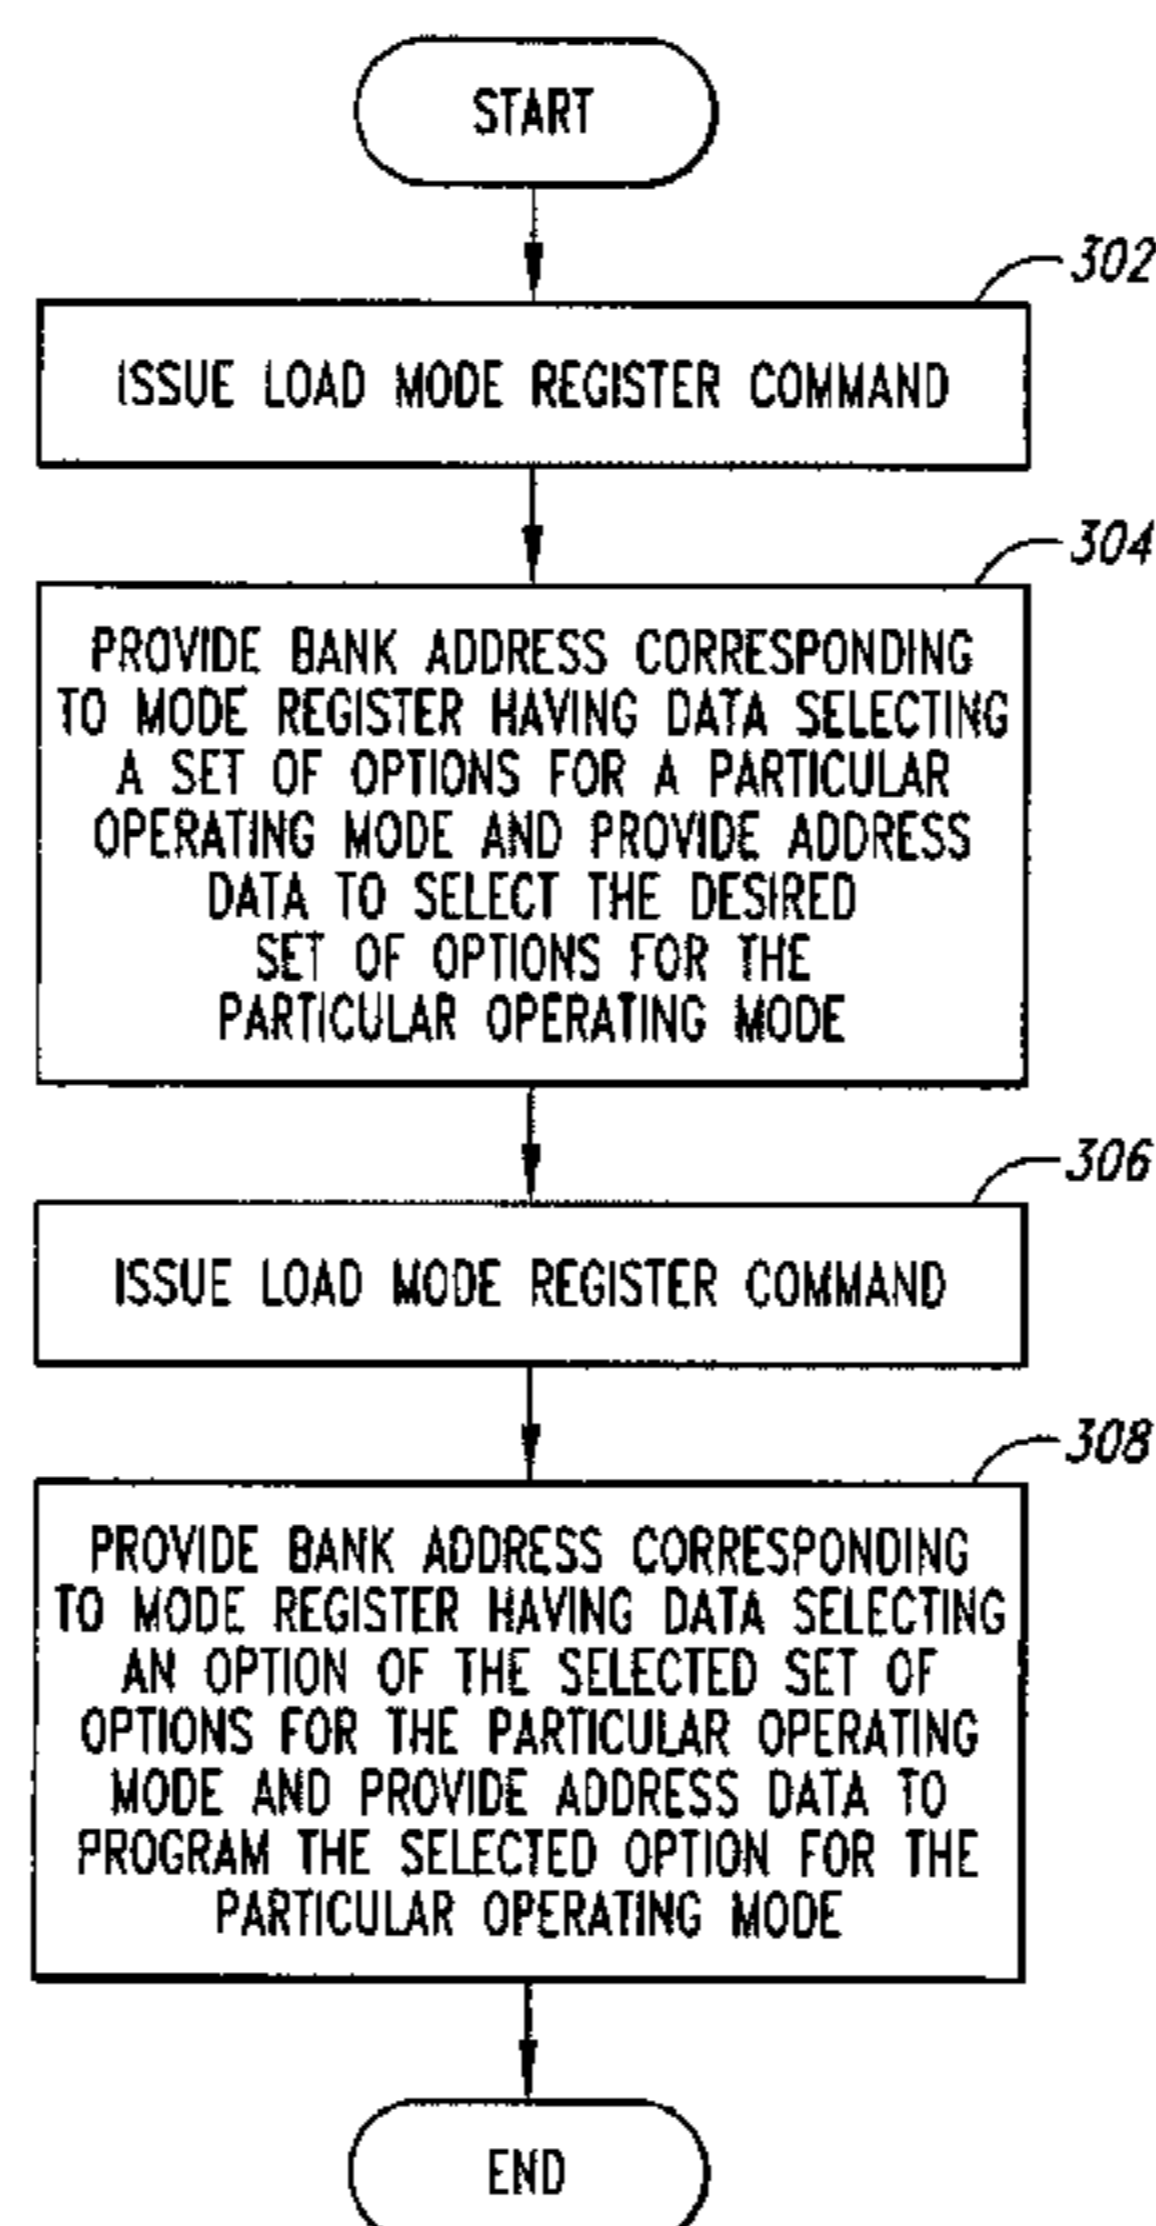 START
302
ISSUE LOAD MODE REGISTER COMMAND
304
PROVIDE BANK ADDRESS CORRESPONDING
TO MODE REGISTER HAVING DATA SELECTING
A SET OF OPTIONS FOR A PARTICULAR
OPERATING MODE AND PROVIDE ADDRESS
DATA TO SELECT THE DESIRED
SET OF OPTIONS FOR THE
PARTICULAR OPERATING MODE
306
ISSUE LOAD MODE REGISTER COMMAND
308
PROVIDE BANK ADDRESS CORRESPONDING
TO MODE REGISTER HAVING DATA SELECTING
AN OPTION OF THE SELECTED SET OF
OPTIONS FOR THE PARTICULAR OPERATING
MODE AND PROVIDE ADDRESS DATA TO
PROGRAM THE SELECTED OPTION FOR THE
PARTICULAR OPERATING MODE
END